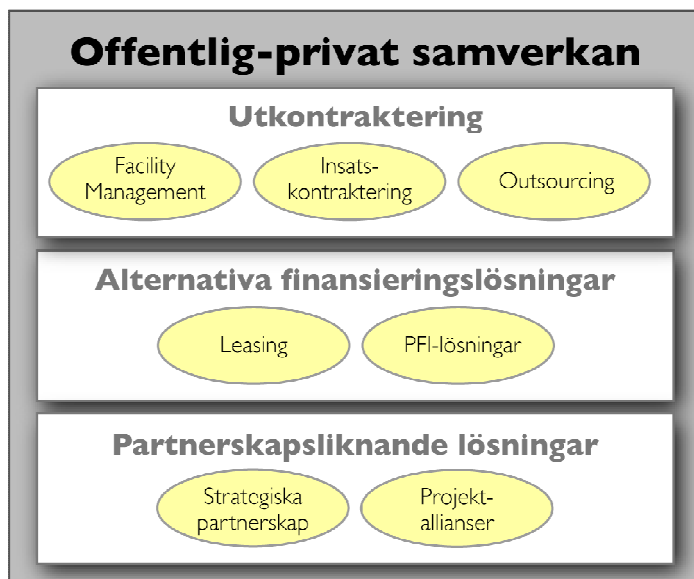 Offentlig-privat samverkan
Utkontraktering
Facility
Management
Insats-
kontraktering
Outsourcing
Alternativa finansieringslösningar
Leasing
PFI-lösningar
Partnerskapsliknande lösningar
Strategiska
partnerskap
Projekt-
allianser